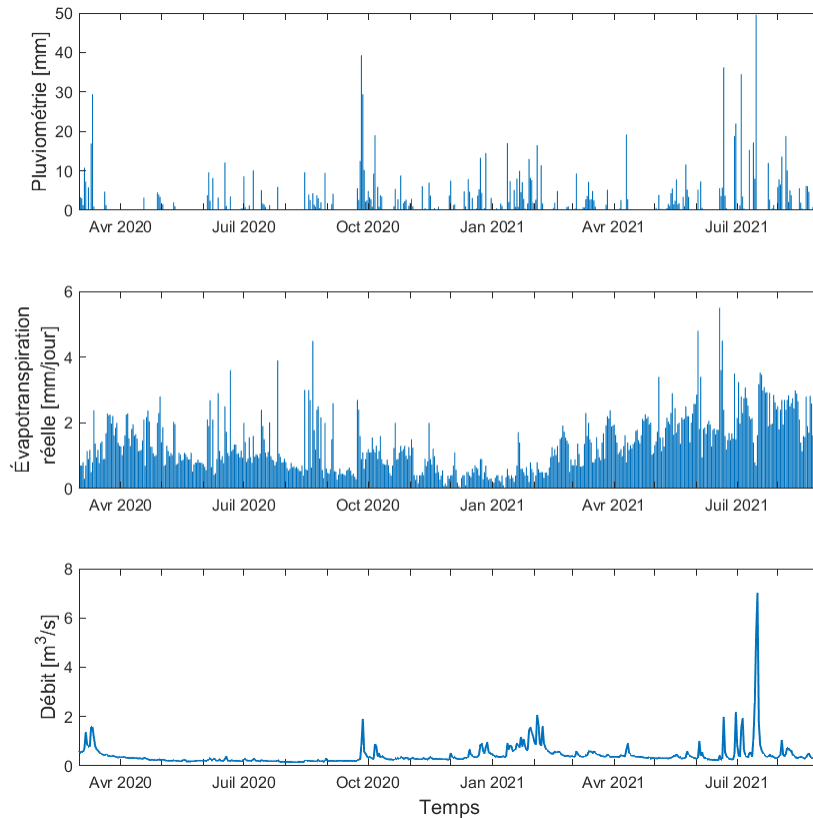 Pluviométrie [mm]
50
40
30
20
10
0
Avr 2020 Juil 2020 Oct 2020 Jan 2021 Avr 2021 Juil 2021
Évapotranspiration
réelle [mm/jour]
6
4
2
0
Avr 2020 Juil 2020 Oct 2020 Jan 2021 Avr 2021 Juil 2021
Débit [m³/s]
8
6
4
2
0
Avr 2020 Juil 2020 Oct 2020 Jan 2021 Avr 2021 Juil 2021
Temps